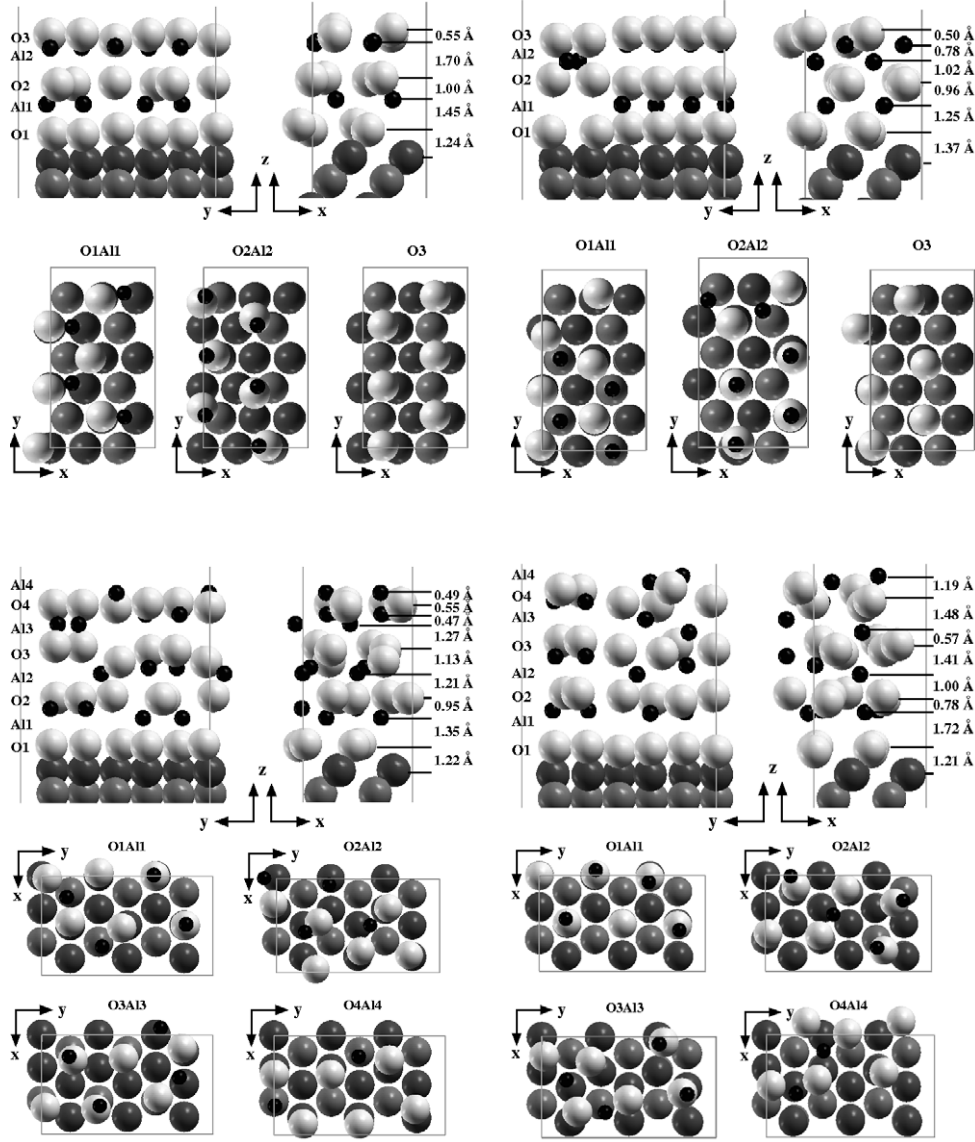 O3
Al2
O2
Al1
O1
0.55 Å
1.70 Å
1.00 Å
1.45 Å
1.24 Å
z
y x
O3
Al2
O2
Al1
O1
0.50 Å
0.78 Å
1.02 Å
0.96 Å
1.25 Å
1.37 Å
z
y x
O1Al1 O2Al2 O3
y y y
x x x
O1Al1 O2Al2 O3
y y y
x x x
Al4
O4
Al3
O3
Al2
O2
Al1
O1
0.49 Å
0.55 Å
0.47 Å
1.27 Å
1.13 Å
1.21 Å
0.95 Å
1.35 Å
1.22 Å
z
y x
Al4
O4
Al3
O3
Al2
O2
Al1
O1
1.19 Å
1.48 Å
0.57 Å
1.41 Å
1.00 Å
0.78 Å
1.72 Å
1.21 Å
z
y x
O1Al1 O2Al2
y y
x x
O3Al3 O4Al4
y y
x x
O1Al1 O2Al2
y y
x x
O3Al3 O4Al4
y y
x x